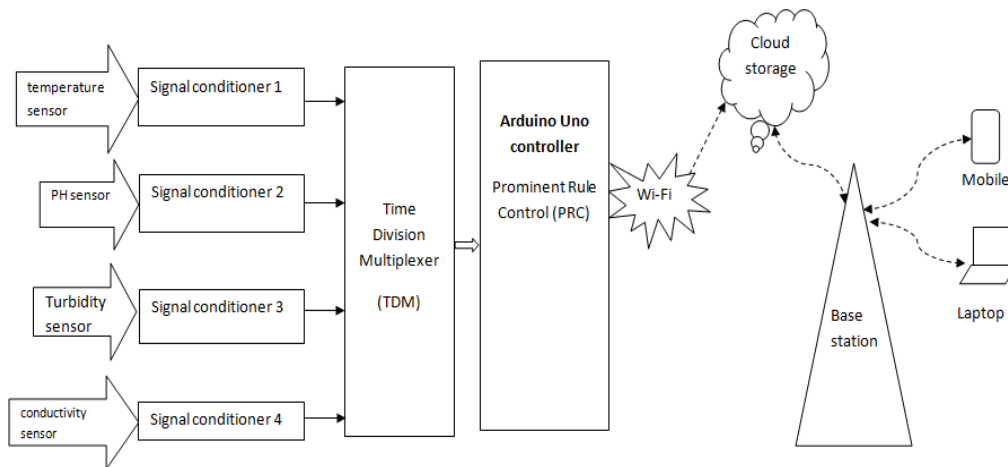 temperature
sensor
Signal conditioner 1
PH sensor
Signal conditioner 2
Turbidity
sensor
Signal conditioner 3
conductivity
sensor
Signal conditioner 4
Time
Division
Multiplexer
(TDM)
Arduino Uno
controller
Prominent Rule
Control (PRC)
Wi-Fi
Cloud
storage
Base
station
Mobile
Laptop